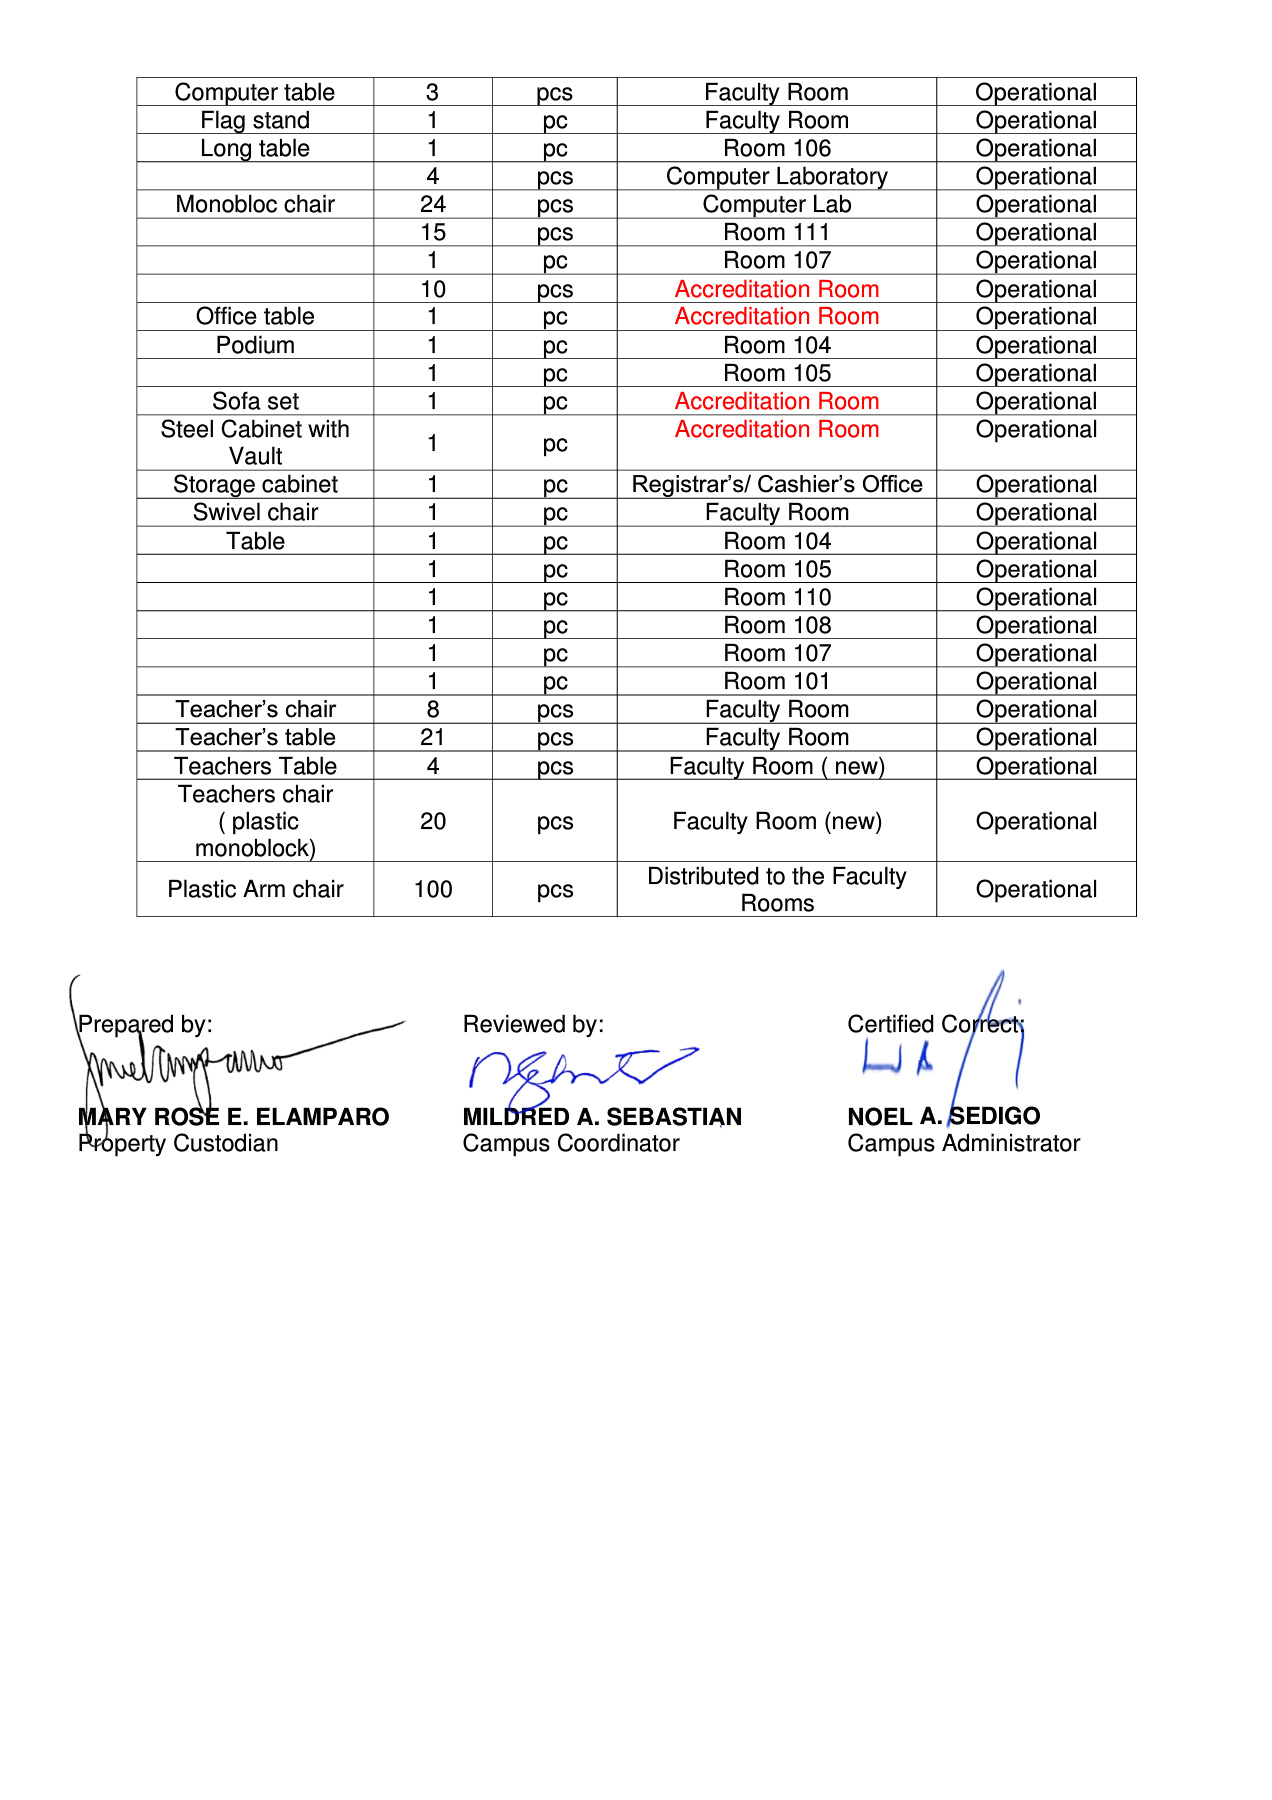 Computer table 3 pcs Faculty Room Operational
Flag stand 1 pc Faculty Room Operational
Long table 1 pc Room 106 Operational
4 pcs Computer Laboratory Operational
Monobloc chair 24 pcs Computer Lab Operational
15 pcs Room 111 Operational
1 pc Room 107 Operational
10 pcs Accreditation Room Operational
Office table 1 pc Accreditation Room Operational
Podium 1 pc Room 104 Operational
1 pc Room 105 Operational
Sofa set 1 pc Accreditation Room Operational
Steel Cabinet with
Vault 1 pc Accreditation Room Operational
Storage cabinet 1 pc Registrar’s/ Cashier’s Office Operational
Swivel chair 1 pc Faculty Room Operational
Table 1 pc Room 104 Operational
1 pc Room 105 Operational
1 pc Room 110 Operational
1 pc Room 108 Operational
1 pc Room 107 Operational
1 pc Room 101 Operational
Teacher’s chair 8 pcs Faculty Room Operational
Teacher’s table 21 pcs Faculty Room Operational
Teachers Table 4 pcs Faculty Room ( new) Operational
Teachers chair
( plastic
monoblock) 20 pcs Faculty Room (new) Operational
Plastic Arm chair 100 pcs Distributed to the Faculty
Rooms Operational
Prepared by: Reviewed by: Certified Correct:
MARY ROSE E. ELAMPARO MILDRED A. SEBASTIAN NOEL A. SEDIGO
Property Custodian Campus Coordinator Campus Administrator